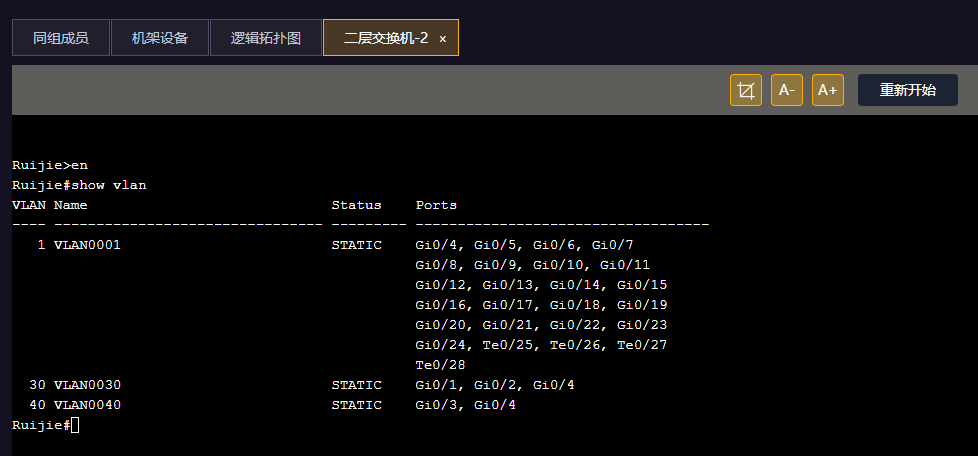 同组成员 机架设备 逻辑拓扑图 二层交换机-2 ×
A- A+ 重新开始
Ruijie>en
Ruijie#show vlan
VLAN Name                             Status    Ports
---- -------------------------------- --------- -----------------------------------
   1 VLAN0001                         STATIC    Gi0/4, Gi0/5, Gi0/6, Gi0/7
                                                Gi0/8, Gi0/9, Gi0/10, Gi0/11
                                                Gi0/12, Gi0/13, Gi0/14, Gi0/15
                                                Gi0/16, Gi0/17, Gi0/18, Gi0/19
                                                Gi0/20, Gi0/21, Gi0/22, Gi0/23
                                                Gi0/24, Te0/25, Te0/26, Te0/27
                                                Te0/28
  30 VLAN0030                         STATIC    Gi0/1, Gi0/2, Gi0/4
  40 VLAN0040                         STATIC    Gi0/3, Gi0/4
Ruijie#